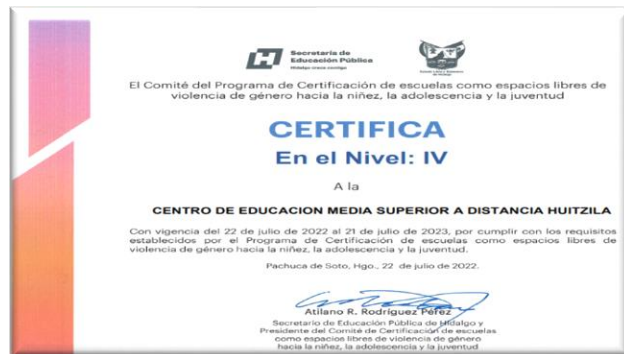 Secretaría de
Educación Pública
Hidalgo crece contigo
El Comité del Programa de Certificación de escuelas como espacios libres de
violencia de género hacia la niñez, la adolescencia y la juventud
CERTIFICA
En el Nivel: IV
A la
CENTRO DE EDUCACION MEDIA SUPERIOR A DISTANCIA HUITZILA
Con vigencia del 22 de julio de 2022 al 21 de julio de 2023, por cumplir con los requisitos
establecidos por el Programa de Certificación de escuelas como espacios libres de
violencia de género hacia la niñez, la adolescencia y la juventud.
Pachuca de Soto, Hgo., 22 de julio de 2022.
Atilano R. Rodríguez Pérez
Secretario de Educación Pública de Hidalgo y
Presidente del Comité de Certificación de escuelas
como espacios libres de violencia de género
hacia la niñez, la adolescencia y la juventud